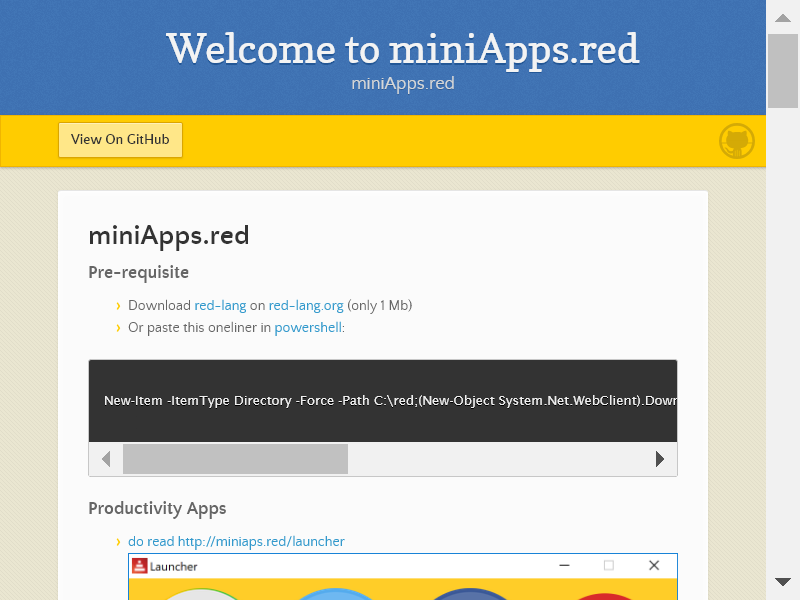 Welcome to miniApps.red
miniApps.red
View On GitHub
miniApps.red
Pre-requisite
› Download red-lang on red-lang.org (only 1 Mb)
› Or paste this oneliner in powershell:
New-Item -ItemType Directory -Force -Path C:\red;(New-Object System.Net.WebClient).Down
Productivity Apps
› do read http://miniaps.red/launcher
Launcher